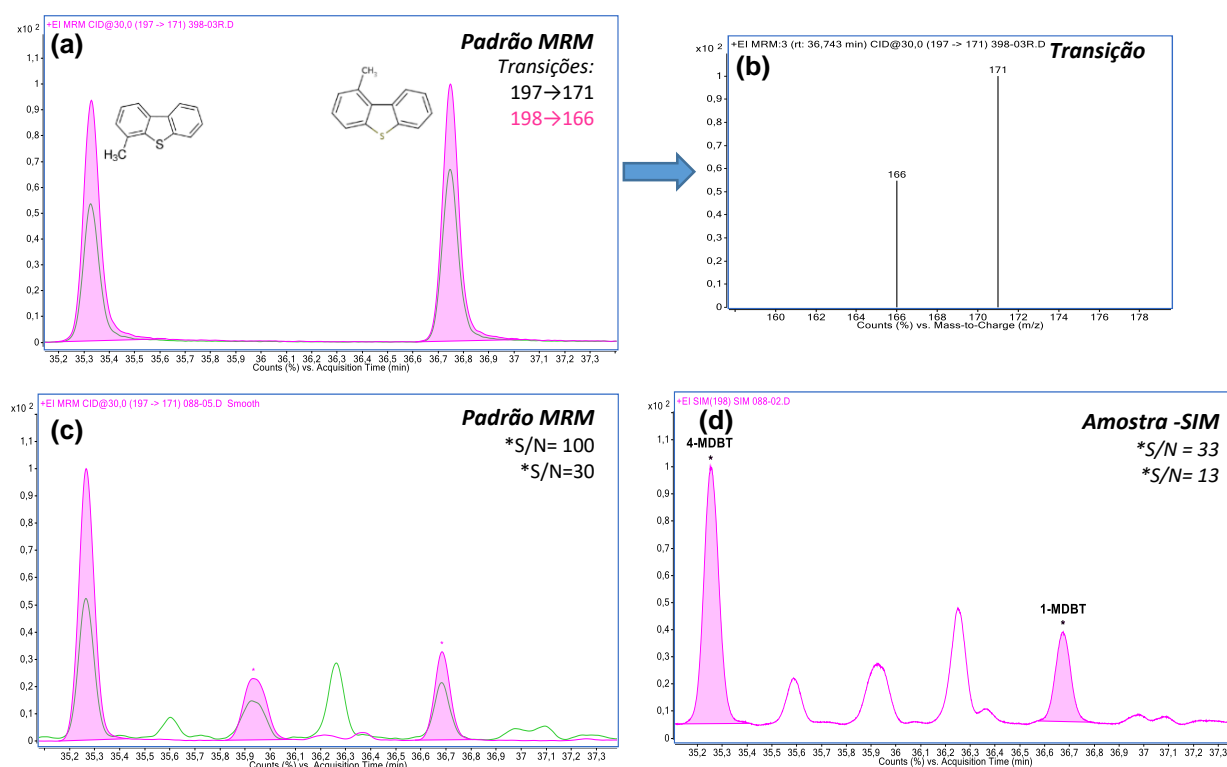 +EI MRM CID@30,0 (197 -> 171) 398-03R.D
x10 2
(a)
Padrão MRM
Transições:
197→171
198→166
1,1
1
0,9
0,8
0,7
0,6
0,5
0,4
0,3
0,2
0,1
0
CH₃
S
H₃C
S
35,2 35,3 35,4 35,5 35,6 35,7 35,8 35,9 36 36,1 36,2 36,3 36,4 36,5 36,6 36,7 36,8 36,9 37 37,1 37,2 37,3
Counts (%) vs. Acquisition Time (min)
+EI MRM:3 (rt: 36,743 min) CID@30,0 (197 -> 171) 398-03R.D
x10 2
(b)
Transição
1
0,9
0,8
0,7
0,6
0,5
0,4
0,3
0,2
0,1
0
166
171
160 162 164 166 168 170 172 174 176 178
Counts (%) vs. Mass-to-Charge (m/z)
+EI MRM CID@30,0 (197 -> 171) 088-05.D Smooth
x10 2
(c)
Padrão MRM
*S/N= 100
*S/N=30
1,1
1
0,9
0,8
0,7
0,6
0,5
0,4
0,3
0,2
0,1
0
*
*
35,2 35,3 35,4 35,5 35,6 35,7 35,8 35,9 36 36,1 36,2 36,3 36,4 36,5 36,6 36,7 36,8 36,9 37 37,1 37,2 37,3
Counts (%) vs. Acquisition Time (min)
+EI SIM(198) SIM 088-02.D
x10 2
(d)
Amostra -SIM
*S/N = 33
*S/N= 13
4-MDBT
*
1-MDBT
*
1,1
1
0,9
0,8
0,7
0,6
0,5
0,4
0,3
0,2
0,1
0
35,2 35,3 35,4 35,5 35,6 35,7 35,8 35,9 36 36,1 36,2 36,3 36,4 36,5 36,6 36,7 36,8 36,9 37 37,1 37,2 37,3
Counts (%) vs. Acquisition Time (min)